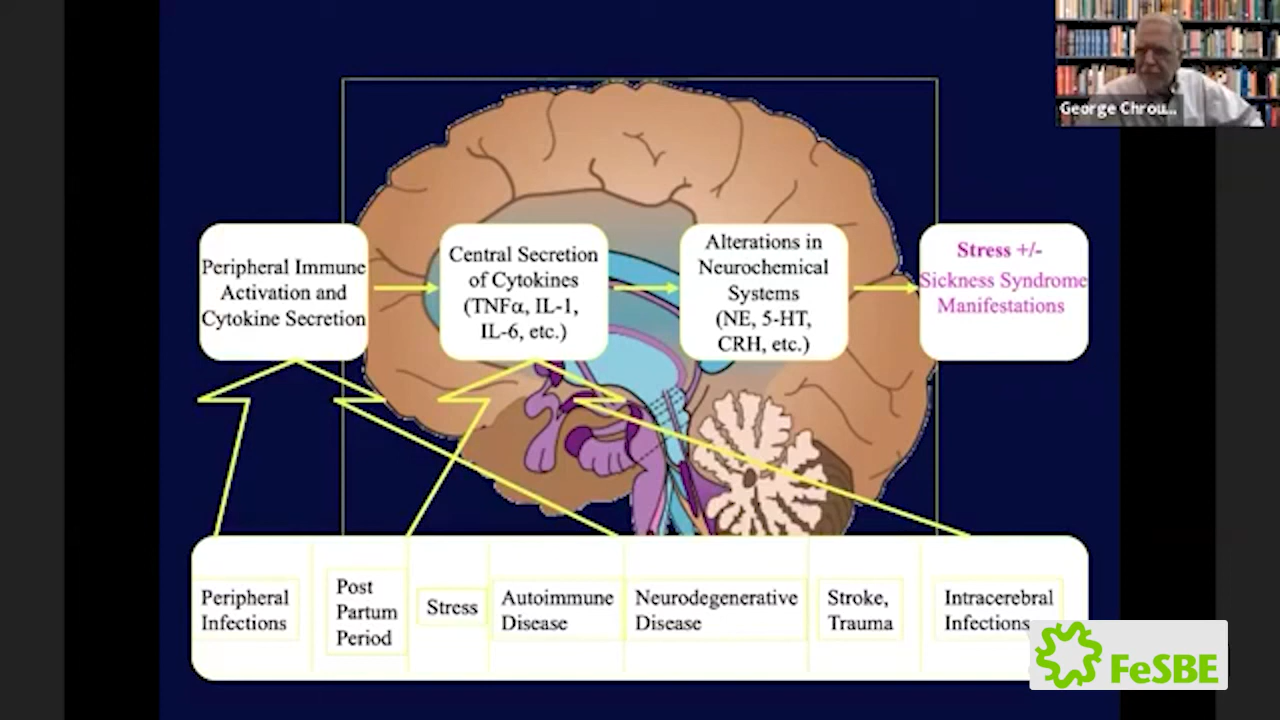 George Chrou...
Peripheral Immune
Activation and
Cytokine Secretion
Central Secretion
of Cytokines
(TNFα, IL-1,
IL-6, etc.)
Alterations in
Neurochemical
Systems
(NE, 5-HT,
CRH, etc.)
Stress +/-
Sickness Syndrome
Manifestations
Peripheral
Infections
Post
Partum
Period
Stress
Autoimmune
Disease
Neurodegenerative
Disease
Stroke,
Trauma
Intracerebral
Infections
FeSBE